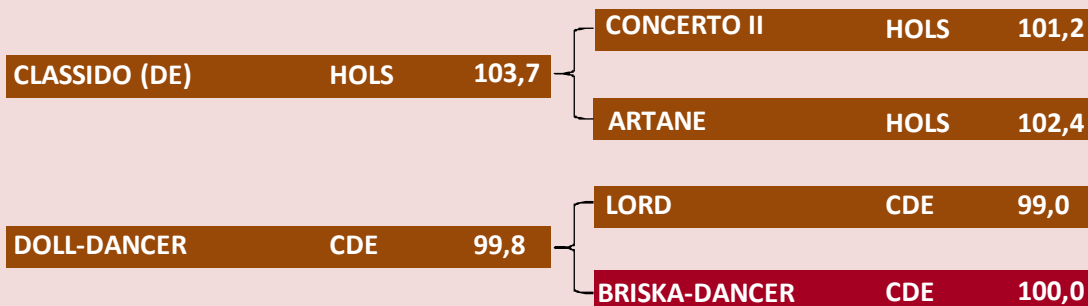 CONCERTO II HOLS 101,2
CLASSIDO (DE) HOLS 103,7
ARTANE HOLS 102,4
LORD CDE 99,0
DOLL-DANCER CDE 99,8
BRISKA-DANCER CDE 100,0